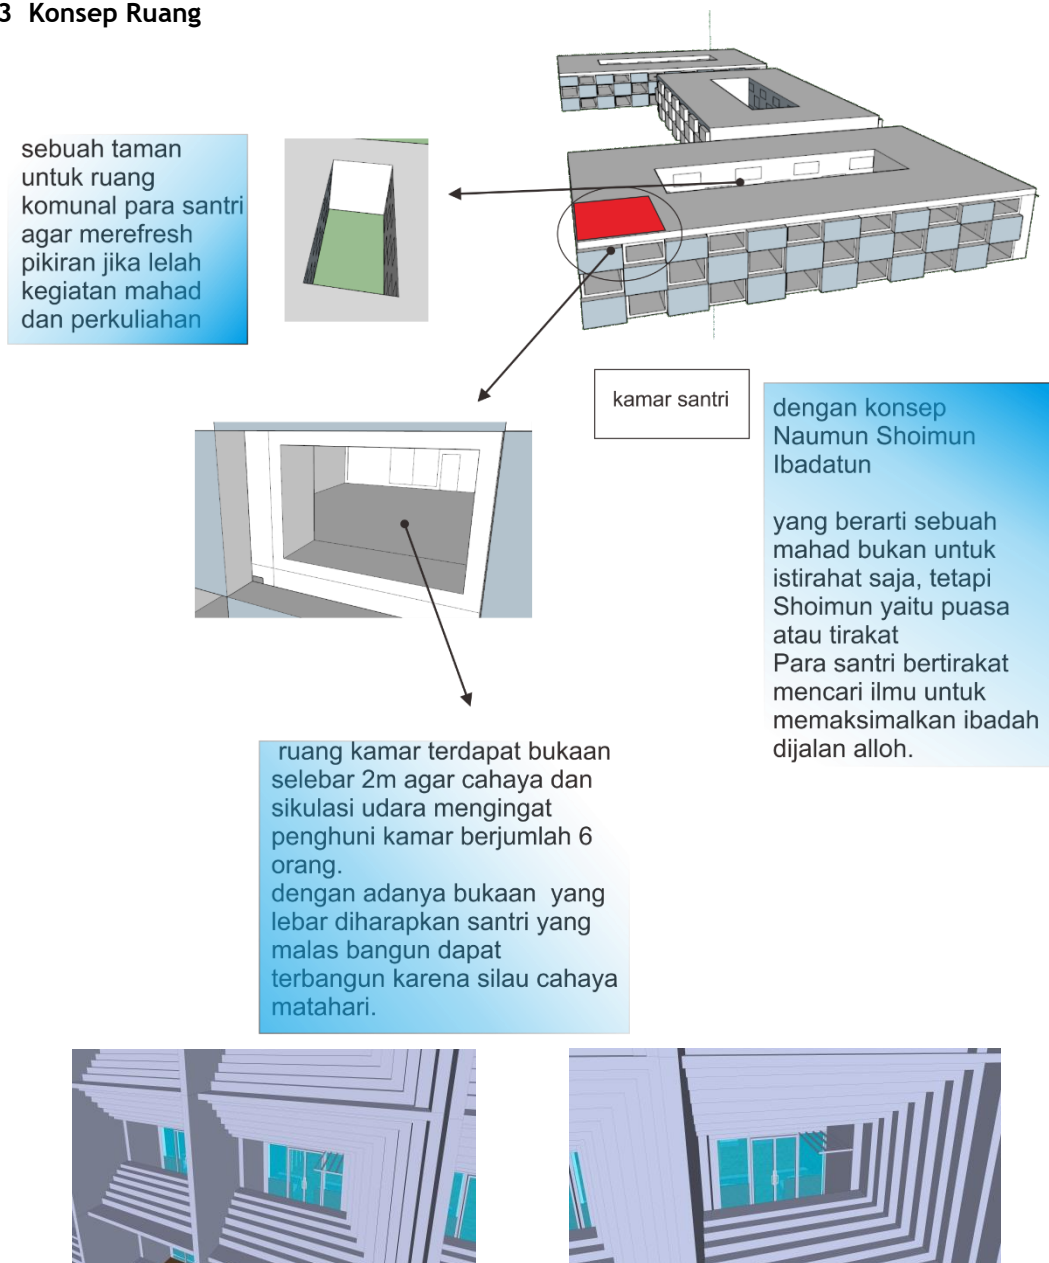 3 Konsep Ruang
sebuah taman
untuk ruang
komunal para santri
agar merefresh
pikiran jika lelah
kegiatan mahad
dan perkuliahan
kamar santri
dengan konsep
Naumun Shoimun
Ibadatun
yang berarti sebuah
mahad bukan untuk
istirahat saja, tetapi
Shoimun yaitu puasa
atau tirakat
Para santri bertirakat
mencari ilmu untuk
memaksimalkan ibadah
dijalan alloh.
ruang kamar terdapat bukaan
selebar 2m agar cahaya dan
sikulasi udara mengingat
penghuni kamar berjumlah 6
orang.
dengan adanya bukaan yang
lebar diharapkan santri yang
malas bangun dapat
terbangun karena silau cahaya
matahari.